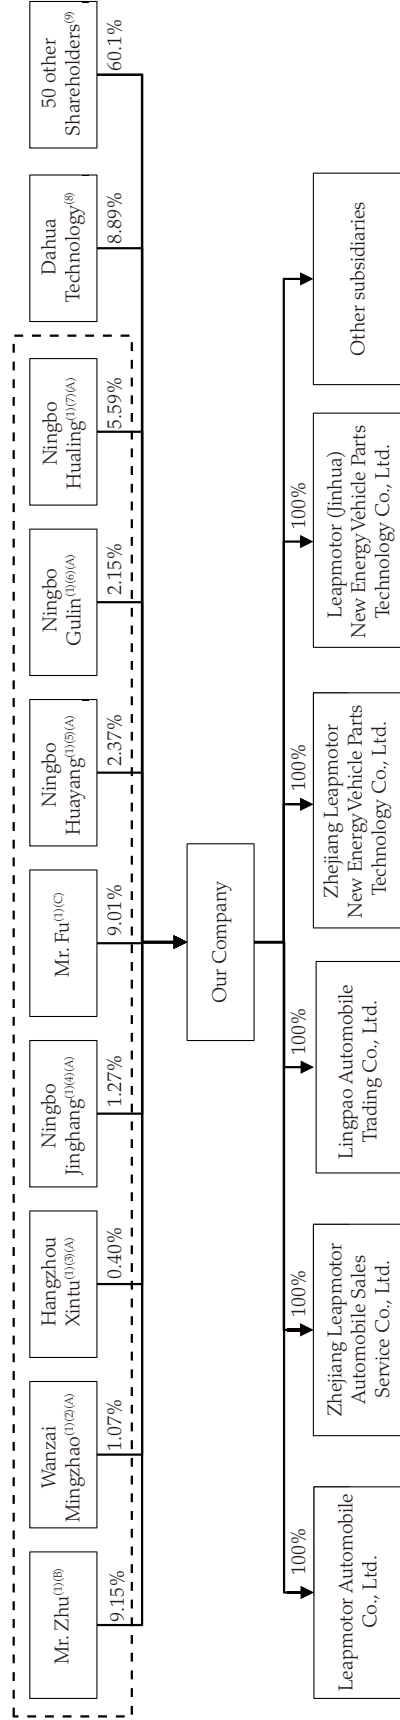 Mr. Zhu(1)(B)
9.15%
Wanzai
Mingzhao(1)(2)(A)
1.07%
Hangzhou
Xintu(1)(3)(A)
0.40%
Ningbo
Jinghang(1)(4)(A)
1.27%
Mr. Fu(1)(C)
9.01%
Ningbo
Huayang(1)(5)(A)
2.37%
Ningbo
Gulin(1)(6)(A)
2.15%
Ningbo
Hualing(1)(7)(A)
5.59%
Dahua
Technology(8)
8.89%
50 other
Shareholders(9)
60.1%
Our Company
100%
Leapmotor Automobile
Co., Ltd.
100%
Zhejiang Leapmotor
Automobile Sales
Service Co., Ltd.
100%
Lingpao Automobile
Trading Co., Ltd.
100%
Zhejiang Leapmotor
New Energy Vehicle Parts
Technology Co., Ltd.
100%
Leapmotor (Jinhua)
New Energy Vehicle Parts
Technology Co., Ltd.
Other subsidiaries